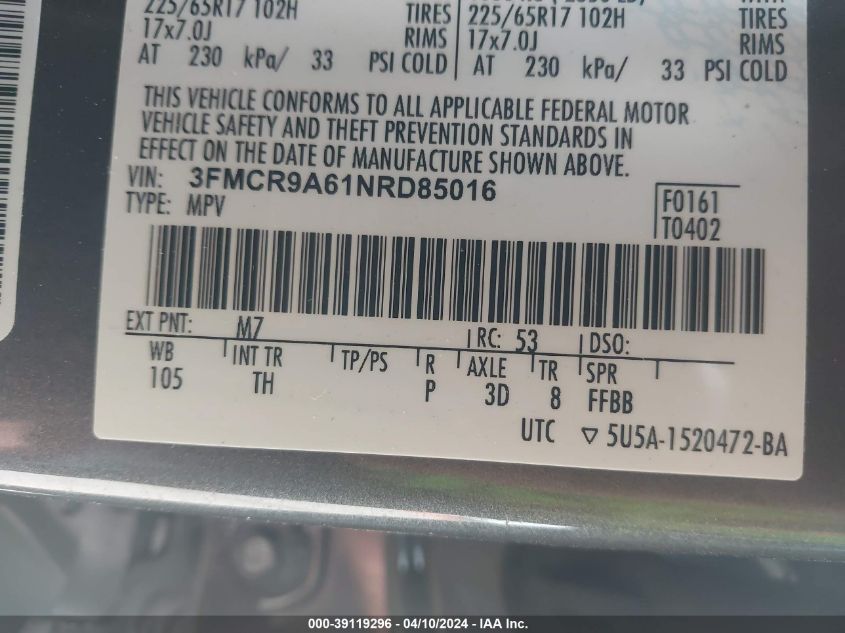 225/65R17 102H TIRES 225/65R17 102H TIRES
17x7.0J RIMS 17x7.0J RIMS
AT 230 kPa/ 33 PSI COLD AT 230 kPa/ 33 PSI COLD
THIS VEHICLE CONFORMS TO ALL APPLICABLE FEDERAL MOTOR
VEHICLE SAFETY AND THEFT PREVENTION STANDARDS IN
EFFECT ON THE DATE OF MANUFACTURE SHOWN ABOVE.
VIN: 3FMCR9A61NRD85016
TYPE: MPV
F0161
T0402
EXT PNT: M7 RC: 53 DSO:
WB INT TR TP/PS R AXLE TR SPR
105 TH P 3D 8 FFBB
UTC ▽ 5U5A-1520472-BA
000-39119296 - 04/10/2024 - IAA Inc.